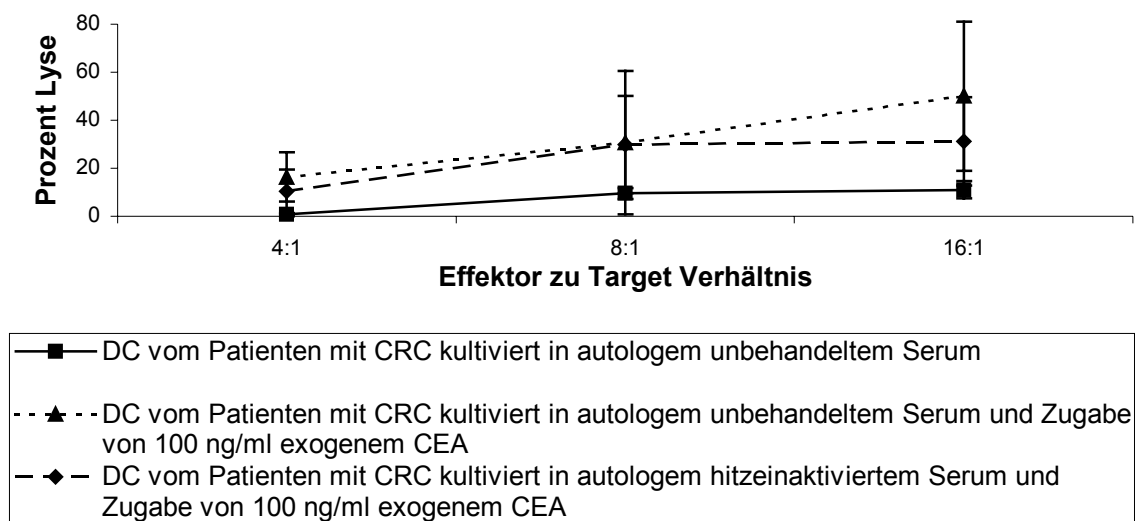 80
60
40
20
0
Prozent Lyse
4:1
8:1
16:1
Effektor zu Target Verhältnis
DC vom Patienten mit CRC kultiviert in autologem unbehandeltem Serum
DC vom Patienten mit CRC kultiviert in autologem unbehandeltem Serum und Zugabe
von 100 ng/ml exogenem CEA
DC vom Patienten mit CRC kultiviert in autologem hitzeinaktiviertem Serum und
Zugabe von 100 ng/ml exogenem CEA